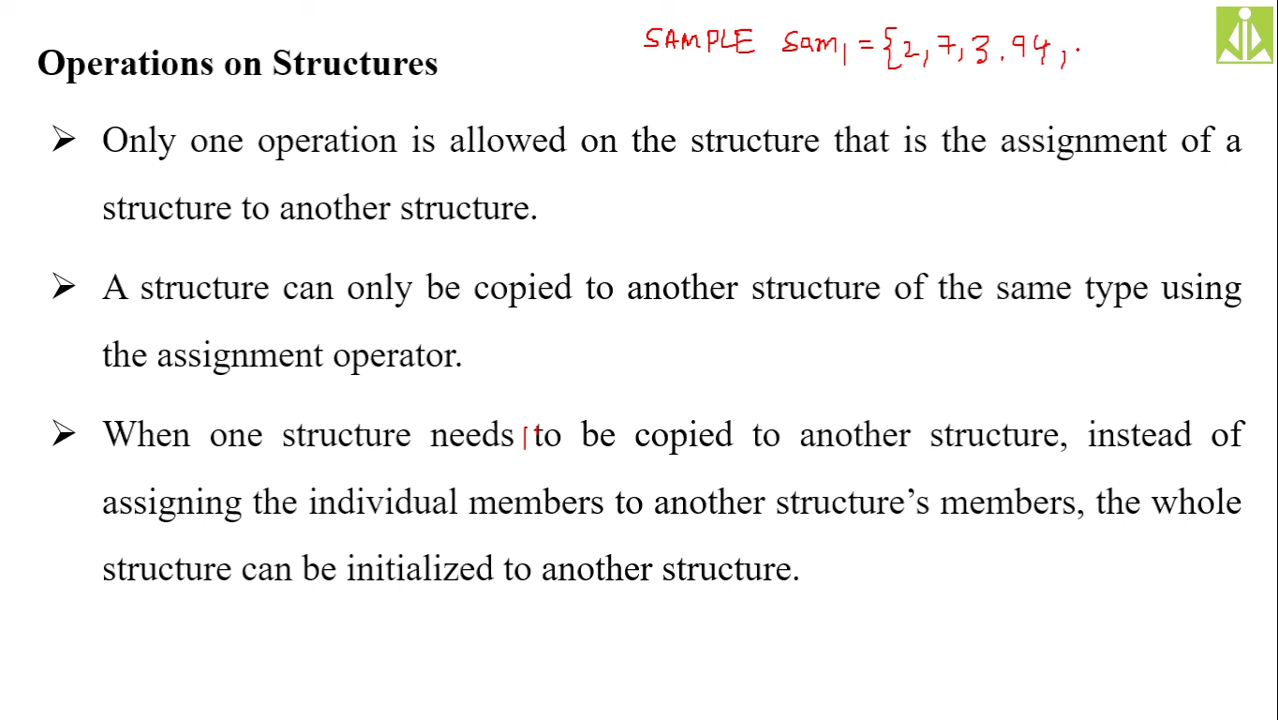 SAMPLE Sam1 = {2, 7, 3.94, .
Operations on Structures
➢ Only one operation is allowed on the structure that is the assignment of a
structure to another structure.
➢ A structure can only be copied to another structure of the same type using
the assignment operator.
➢ When one structure needs to be copied to another structure, instead of
assigning the individual members to another structure’s members, the whole
structure can be initialized to another structure.